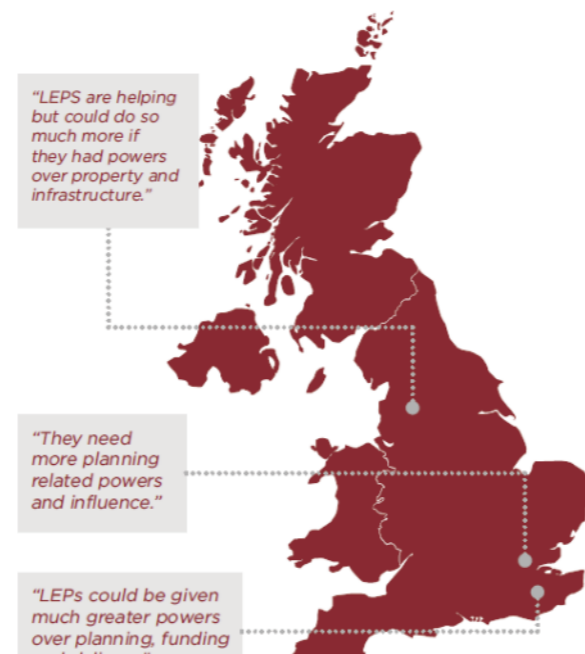 “LEPS are helping
but could do so
much more if
they had powers
over property and
infrastructure.”
“They need
more planning
related powers
and influence.”
“LEPs could be given
much greater powers
over planning, funding